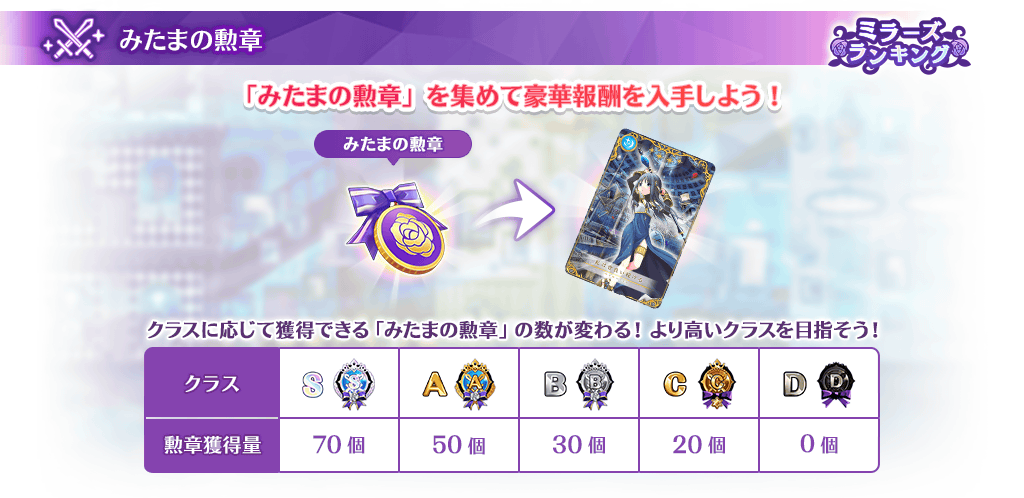 みたまの勲章
ミラーズ
ランキング
「みたまの勲章」を集めて豪華報酬を入手しよう！
みたまの勲章
クラスに応じて獲得できる「みたまの勲章」の数が変わる！より高いクラスを目指そう！
クラス S S A A B B C C D D
勲章獲得量 70個 50個 30個 20個 0個